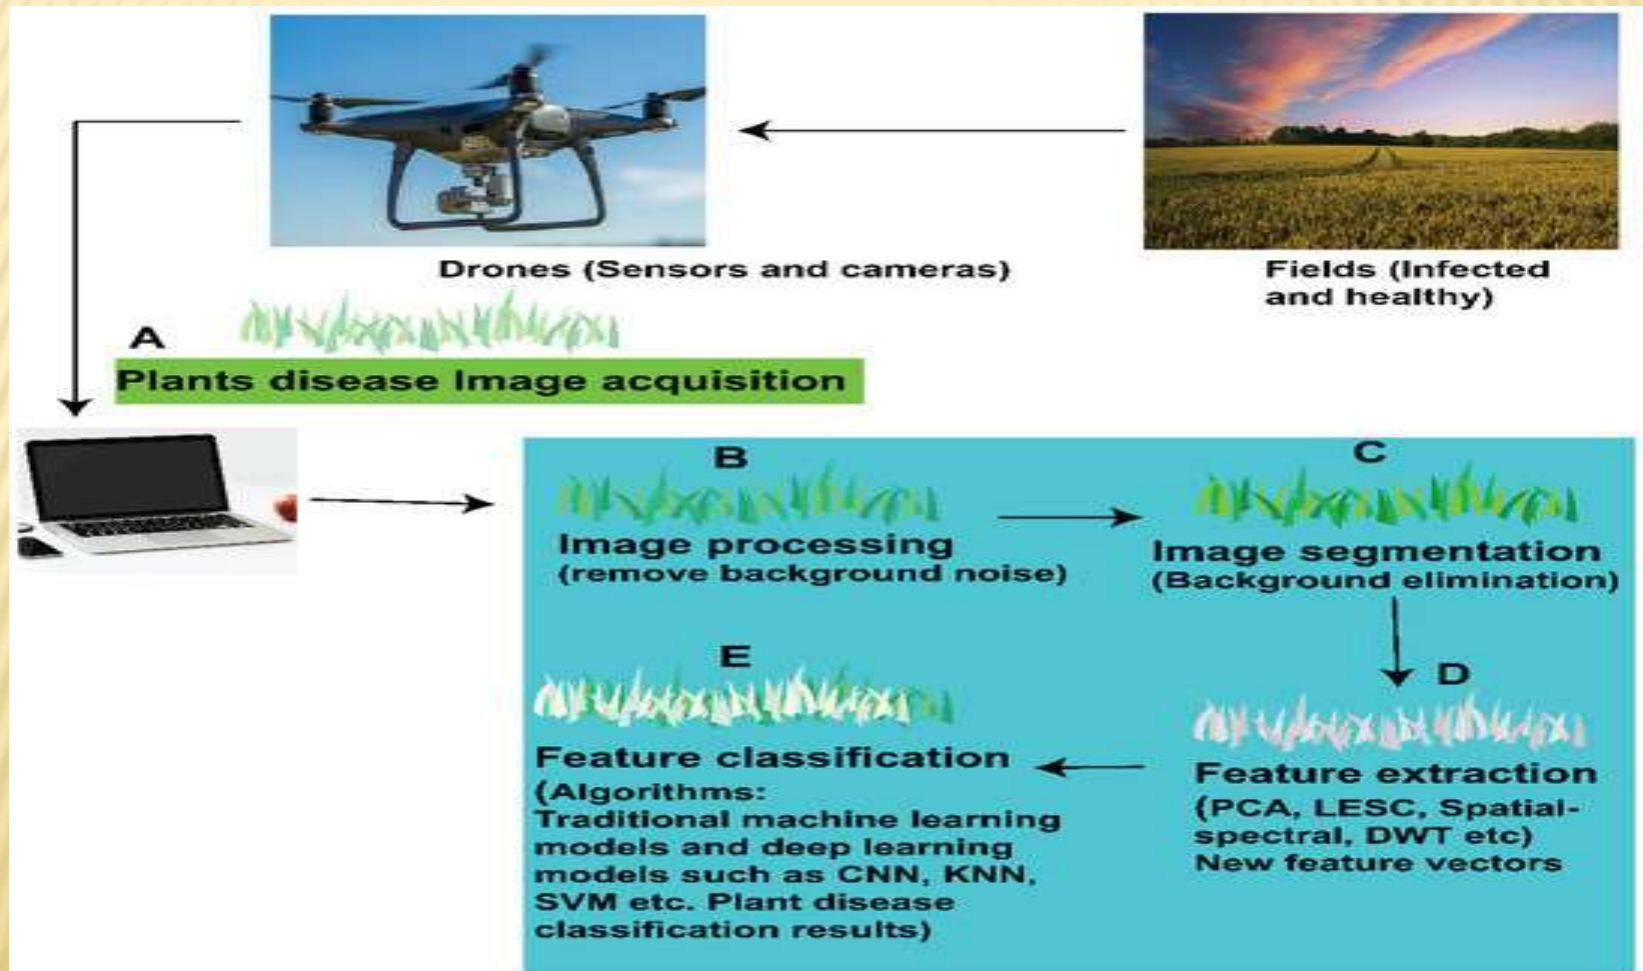 Drones (Sensors and cameras)
Fields (Infected
and healthy)
A
Plants disease Image acquisition
B
Image processing
(remove background noise)
C
Image segmentation
(Background elimination)
D
Feature extraction
(PCA, LESC, Spatial-
spectral, DWT etc)
New feature vectors
E
Feature classification
(Algorithms:
Traditional machine learning
models and deep learning
models such as CNN, KNN,
SVM etc. Plant disease
classification results)